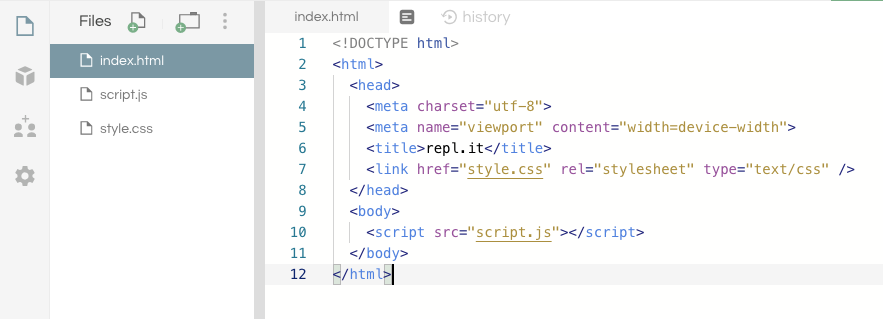 Files
index.html
script.js
style.css
index.html history
1 <!DOCTYPE html>
2 <html>
3 <head>
4 <meta charset="utf-8">
5 <meta name="viewport" content="width=device-width">
6 <title>repl.it</title>
7 <link href="style.css" rel="stylesheet" type="text/css" />
8 </head>
9 <body>
10 <script src="script.js"></script>
11 </body>
12 </html>